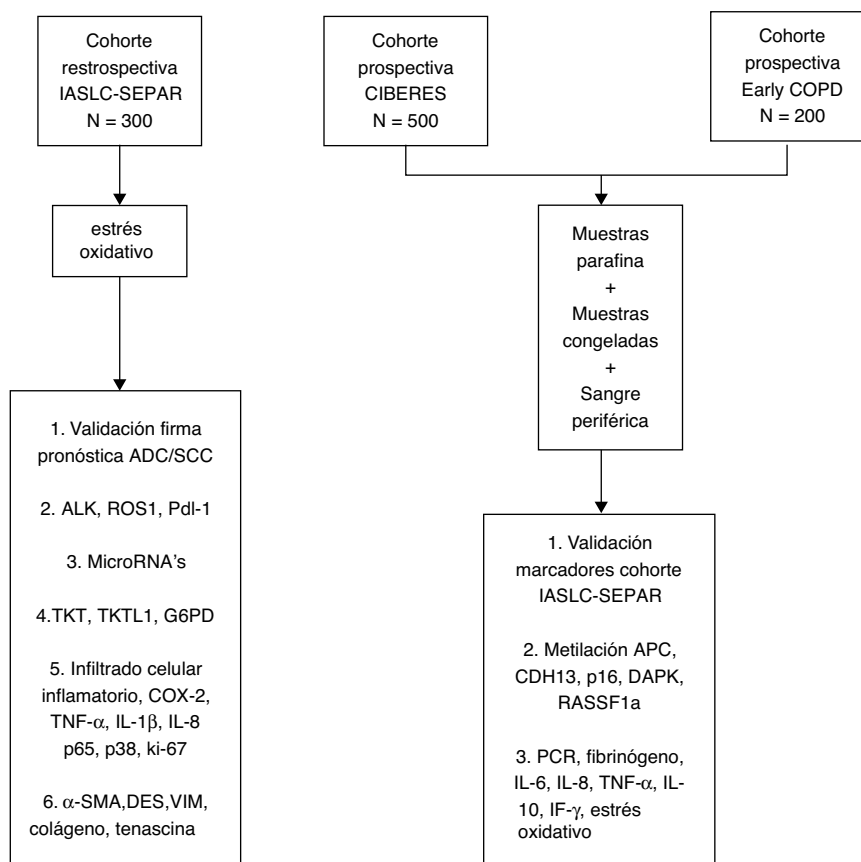 Cohorte
restrospectiva
IASLC-SEPAR
N = 300
Cohorte
prospectiva
CIBERES
N = 500
Cohorte
prospectiva
Early COPD
N = 200
estrés
oxidativo
Muestras
parafina
+
Muestras
congeladas
+
Sangre
periférica
1. Validación firma
pronóstica ADC/SCC
2. ALK, ROS1, Pdl-1
3. MicroRNA's
4.TKT, TKTL1, G6PD
5. Infiltrado celular
inflamatorio, COX-2,
TNF-α, IL-1β, IL-8
p65, p38, ki-67
6. α-SMA,DES,VIM,
colágeno, tenascina
1. Validación
marcadores cohorte
IASLC-SEPAR
2. Metilación APC,
CDH13, p16, DAPK,
RASSF1a
3. PCR, fibrinógeno,
IL-6, IL-8, TNF-α, IL-
10, IF-γ, estrés
oxidativo